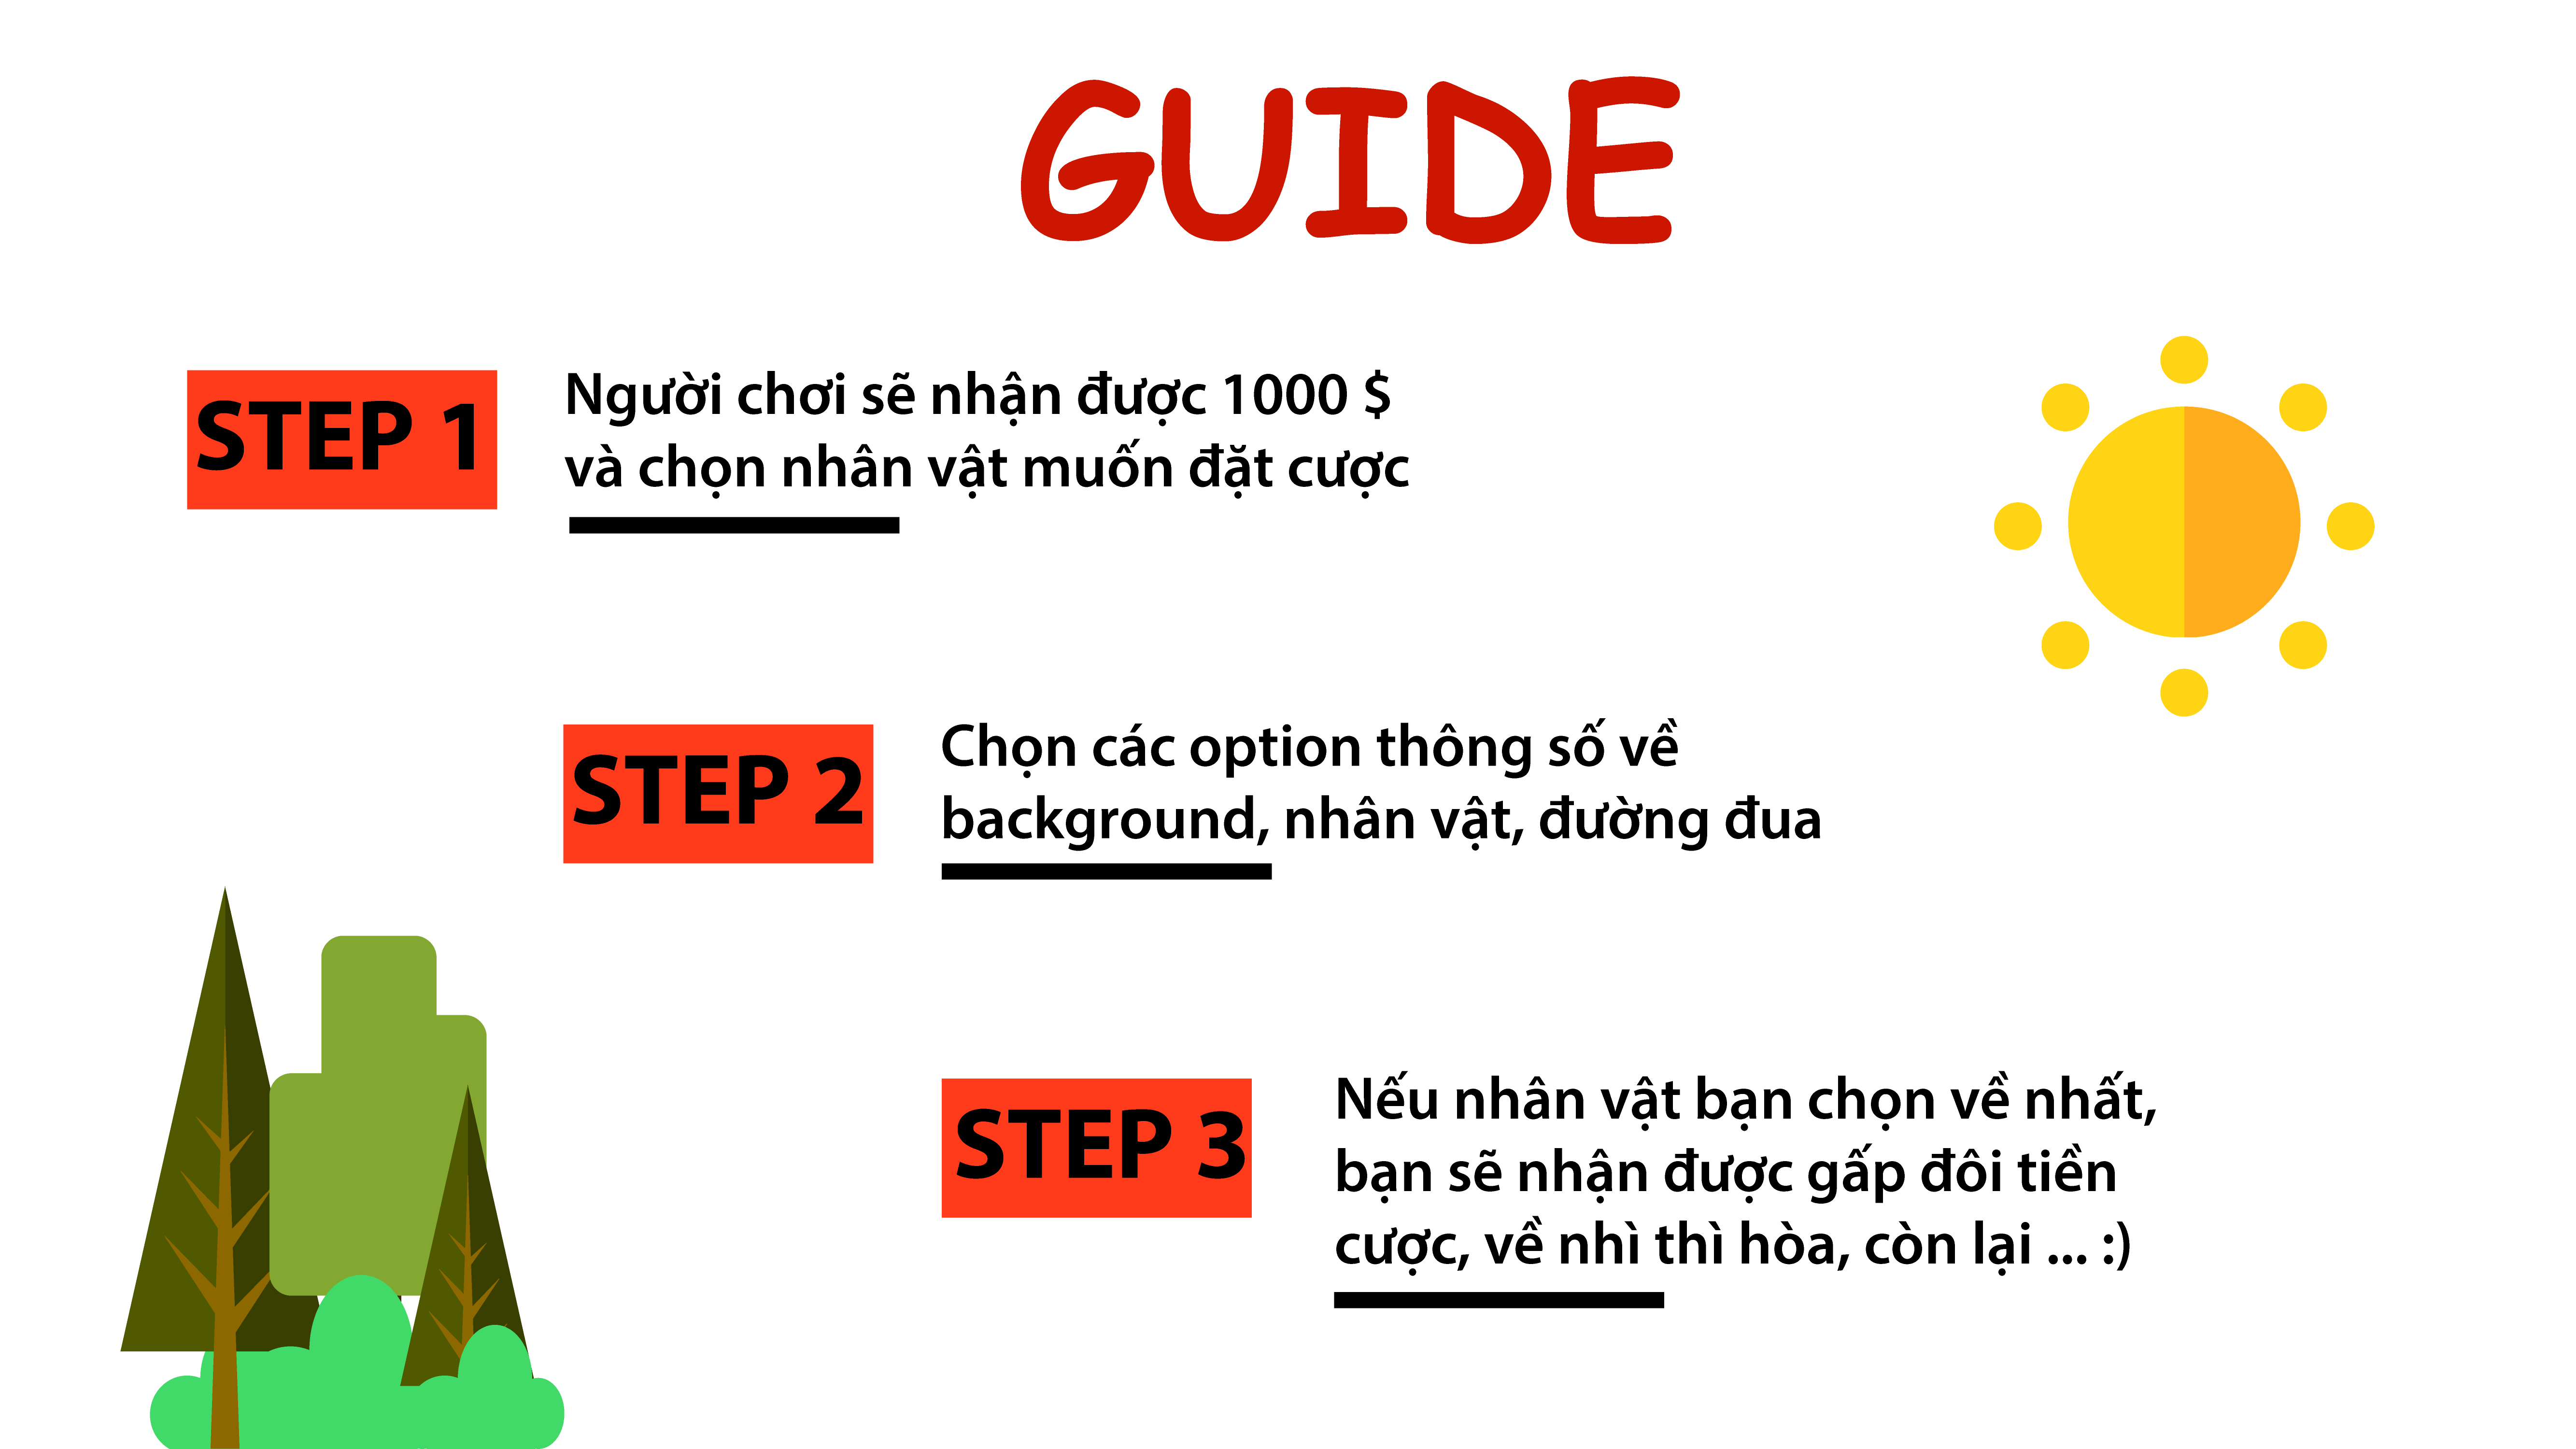 GUIDE
STEP 1
Người chơi sẽ nhận được 1000 $
và chọn nhân vật muốn đặt cược
STEP 2
Chọn các option thông số về
background, nhân vật, đường đua
STEP 3
Nếu nhân vật bạn chọn về nhất,
bạn sẽ nhận được gấp đôi tiền
cược, về nhì thì hòa, còn lại ... :)